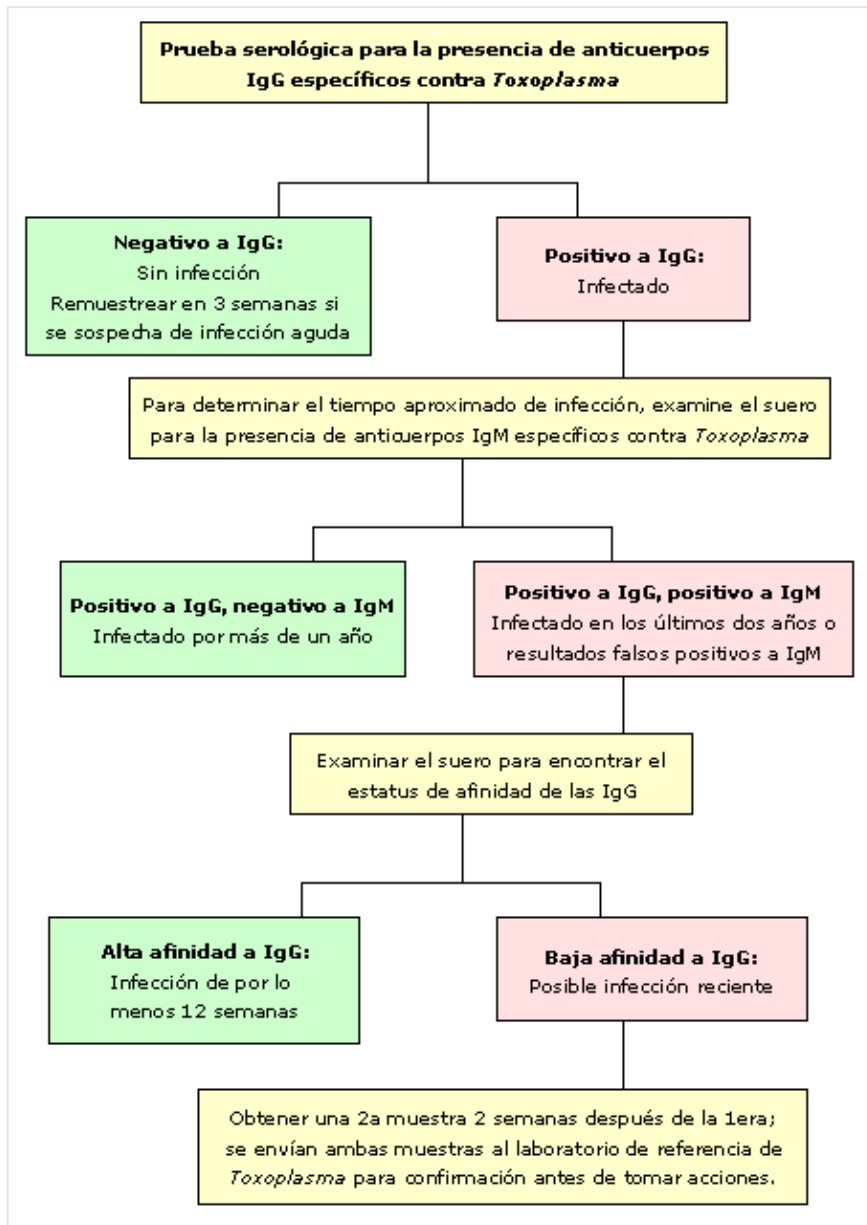 Prueba serológica para la presencia de anticuerpos
IgG específicos contra Toxoplasma
Negativo a IgG:
Sin infección
Remuestrear en 3 semanas si
se sospecha de infección aguda
Positivo a IgG:
Infectado
Para determinar el tiempo aproximado de infección, examine el suero
para la presencia de anticuerpos IgM específicos contra Toxoplasma
Positivo a IgG, negativo a IgM
Infectado por más de un año
Positivo a IgG, positivo a IgM
Infectado en los últimos dos años o
resultados falsos positivos a IgM
Examinar el suero para encontrar el
estatus de afinidad de las IgG
Alta afinidad a IgG:
Infección de por lo
menos 12 semanas
Baja afinidad a IgG:
Posible infección reciente
Obtener una 2a muestra 2 semanas después de la 1era;
se envían ambas muestras al laboratorio de referencia de
Toxoplasma para confirmación antes de tomar acciones.